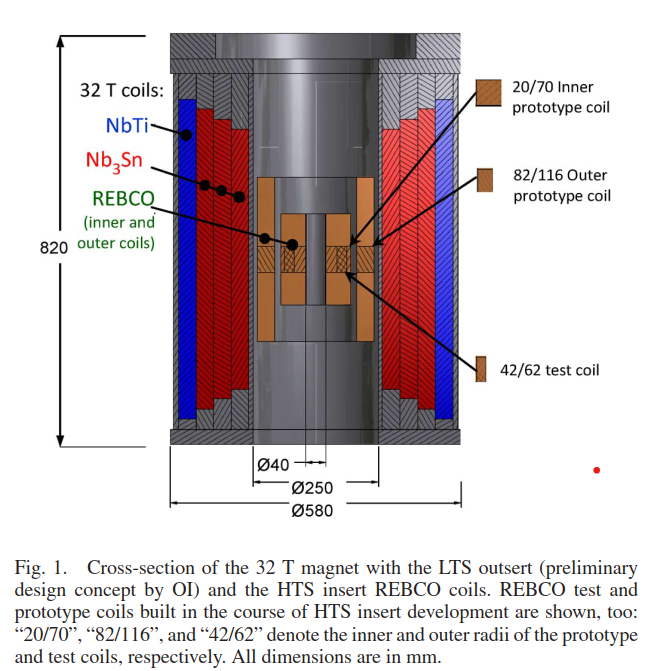 32 T coils:
NbTi
Nb3Sn
REBCO
(inner and
outer coils)
820
20/70 Inner
prototype coil
82/116 Outer
prototype coil
42/62 test coil
Ø40
Ø250
Ø580
Fig. 1. Cross-section of the 32 T magnet with the LTS outsert (preliminary
design concept by OI) and the HTS insert REBCO coils. REBCO test and
prototype coils built in the course of HTS insert development are shown, too:
“20/70”, “82/116”, and “42/62” denote the inner and outer radii of the prototype
and test coils, respectively. All dimensions are in mm.